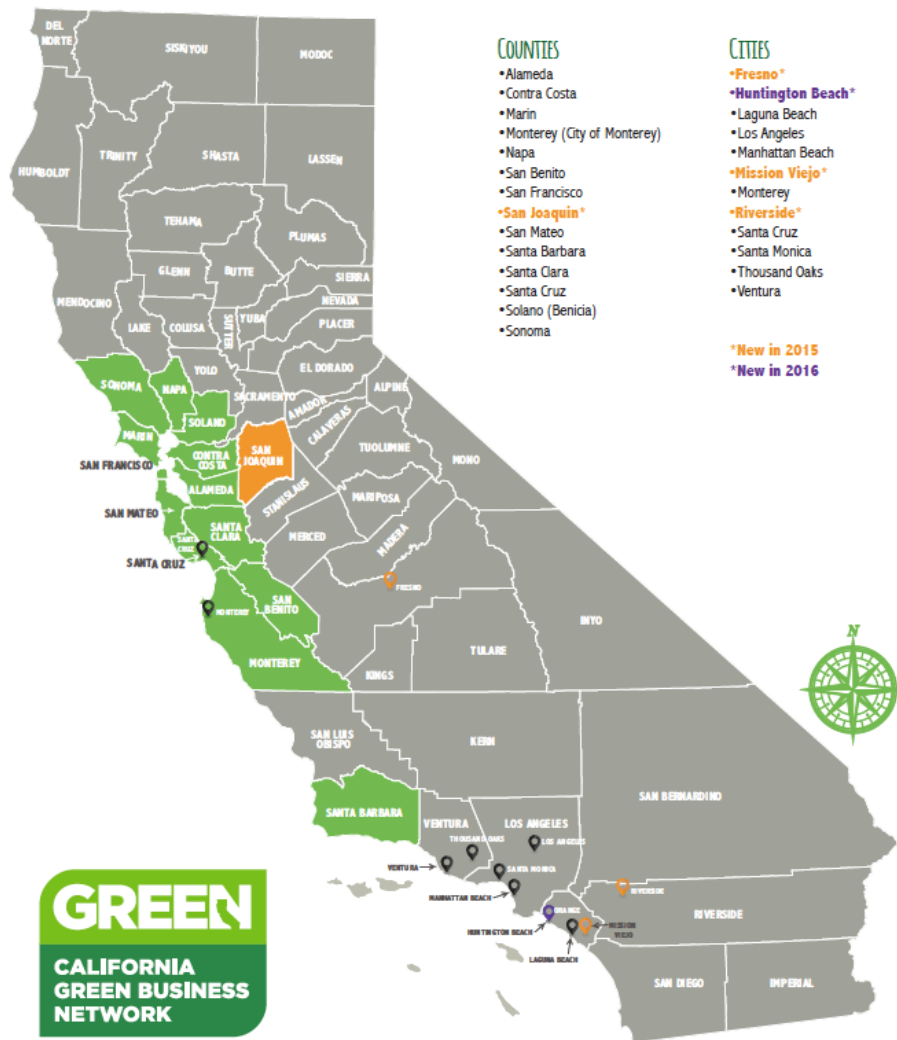 COUNTIES
•Alameda
•Contra Costa
•Marin
•Monterey (City of Monterey)
•Napa
•San Benito
•San Francisco
•San Joaquin*
•San Mateo
•Santa Barbara
•Santa Clara
•Santa Cruz
•Solano (Benicia)
•Sonoma
CITIES
•Fresno*
•Huntington Beach*
•Laguna Beach
•Los Angeles
•Manhattan Beach
•Mission Viejo*
•Monterey
•Riverside*
•Santa Cruz
•Santa Monica
•Thousand Oaks
•Ventura
*New in 2015
*New in 2016
DEL
NORTE
SISKIYOU
MODOC
HUMBOLDT
TRINITY
SHASTA
LASSEN
TEHAMA
PLUMAS
GLENN
BUTTE
SIERRA
MENDOCINO
NEVADA
LAKE
COLUSA
SUTTER
YUBA
PLACER
YOLO
EL DORADO
SONOMA
NAPA
SACRAMENTO
ALPINE
AMADOR
SOLANO
CALAVERAS
MARIN
CONTRA
COSTA
SAN
JOAQUIN
TUOLUMNE
MONO
SAN FRANCISCO
ALAMEDA
STANISLAUS
MARIPOSA
SAN MATEO
SANTA
CLARA
MERCED
MADERA
SANTA
CRUZ
SANTA CRUZ
FRESNO
SAN
BENITO
MONTEREY
INYO
N
MONTEREY
KINGS
TULARE
SAN LUIS
OBISPO
KERN
SAN BERNARDINO
SANTA BARBARA
VENTURA
LOS ANGELES
THOUSAND OAKS
LOS ANGELES
VENTURA
SANTA MONICA
MANHATTAN BEACH
RIVERSIDE
ORANGE
RIVERSIDE
HUNTINGTON BEACH
MISSION
VIEJO
LAGUNA BEACH
SAN DIEGO
IMPERIAL
GREEN
CALIFORNIA
GREEN BUSINESS
NETWORK